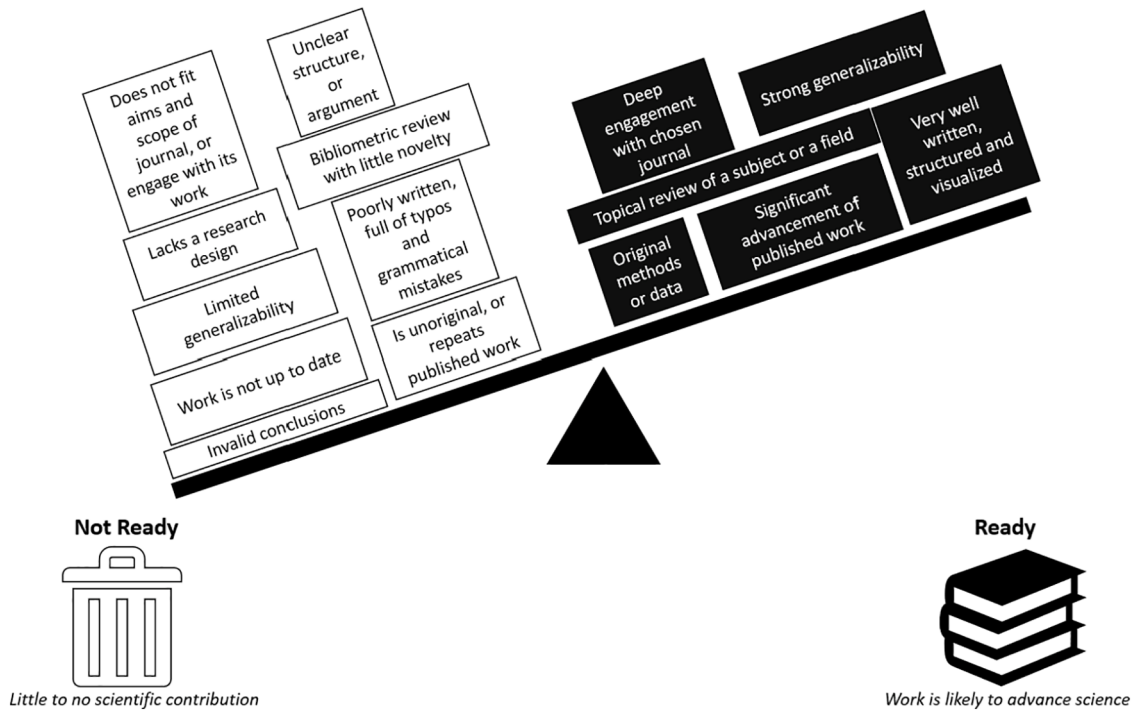 Does not fit
aims and
scope of
journal, or
engage with its
work
Unclear
structure,
or
argument
Bibliometric review
with little novelty
Lacks a research
design
Poorly written,
full of typos
and
grammatical
mistakes
Limited
generalizability
Is unoriginal, or
repeats
published work
Work is not up to date
Invalid conclusions
Deep
engagement
with chosen
journal
Strong generalizability
Topical review of a subject or a field
Very well
written,
structured and
visualized
Original
methods
or data
Significant
advancement of
published work
Not Ready
Little to no scientific contribution
Ready
Work is likely to advance science